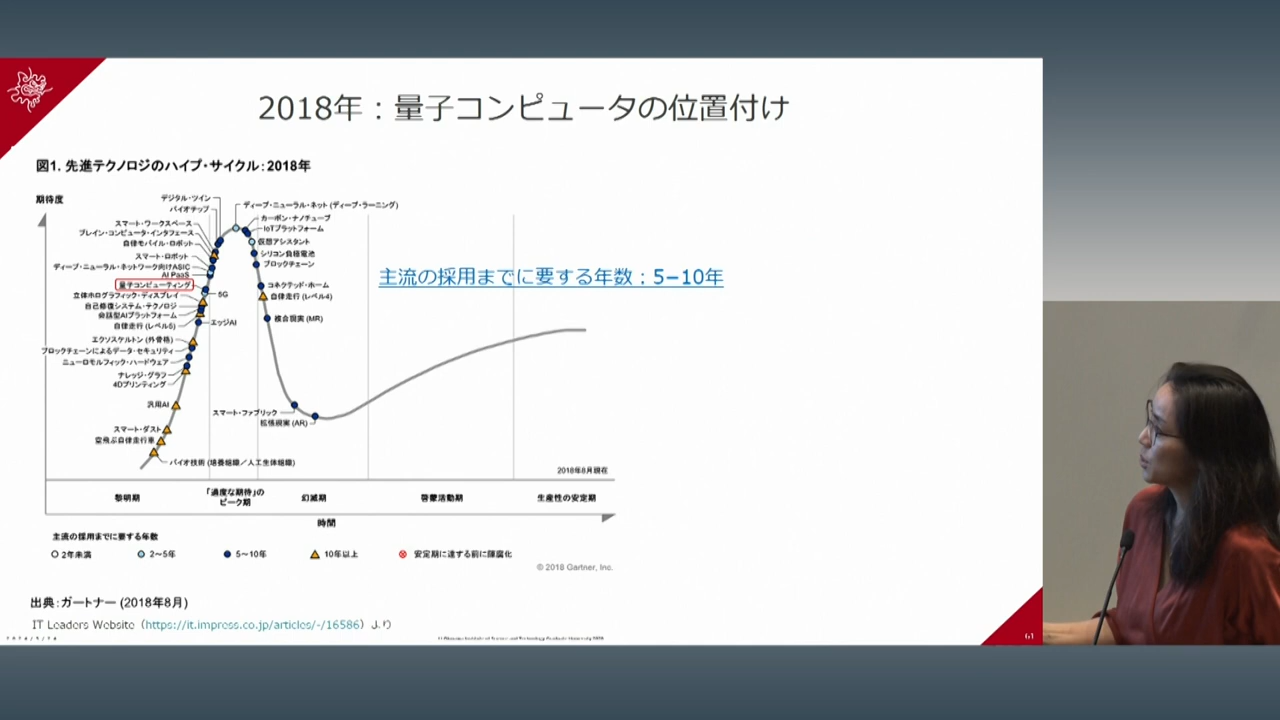 2018年：量子コンピュータの位置付け
図1. 先進テクノロジのハイプ・サイクル：2018年
期待度
デジタル・ツイン
バイオチップ
スマート・ワークスペース
ブレイン・コンピュータ・インタフェース
自律モバイル・ロボット
スマート・ロボット
ディープ・ニューラル・ネットワーク向けASIC
AI PaaS
量子コンピューティング
5G
立体ホログラフィック・ディスプレイ
自己修復システム・テクノロジ
会話型AIプラットフォーム
自律走行 (レベル5)
エッジAI
エクソスケルトン (外骨格)
ブロックチェーンによるデータ・セキュリティ
ニューロモルフィック・ハードウェア
ナレッジ・グラフ
4Dプリンティング
汎用AI
スマート・ダスト
空飛ぶ自律走行車
バイオ技術 (培養組織／人工生体組織)
ディープ・ニューラル・ネット (ディープ・ラーニング)
カーボン・ナノチューブ
IoTプラットフォーム
仮想アシスタント
シリコン負極電池
ブロックチェーン
コネクテッド・ホーム
自律走行 (レベル4)
複合現実 (MR)
スマート・ファブリック
拡張現実 (AR)
主流の採用までに要する年数：5−10年
2018年8月現在
黎明期
「過度な期待」の
ピーク期
幻滅期
啓蒙活動期
生産性の安定期
時間
主流の採用までに要する年数
2年未満
2〜5年
5〜10年
10年以上
安定期に達する前に陳腐化
© 2018 Gartner, Inc.
出典：ガートナー (2018年8月)
IT Leaders Website（https://it.impress.co.jp/articles/-/16586）より